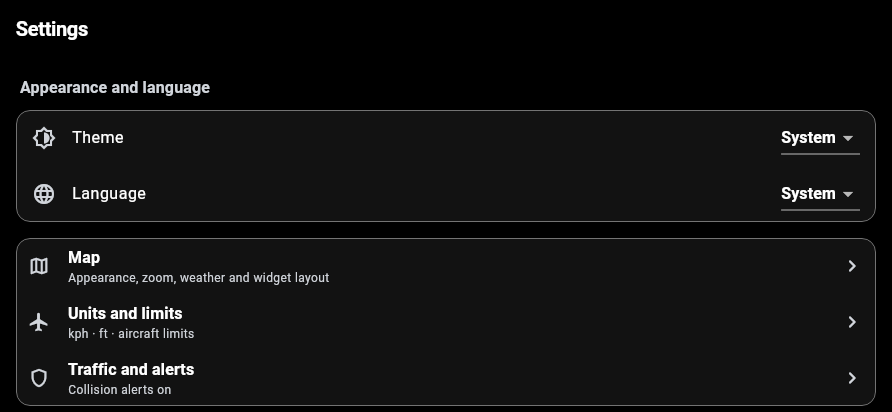 Settings
Appearance and language
Theme
System
Language
System
Map
Appearance, zoom, weather and widget layout
Units and limits
kph · ft · aircraft limits
Traffic and alerts
Collision alerts on